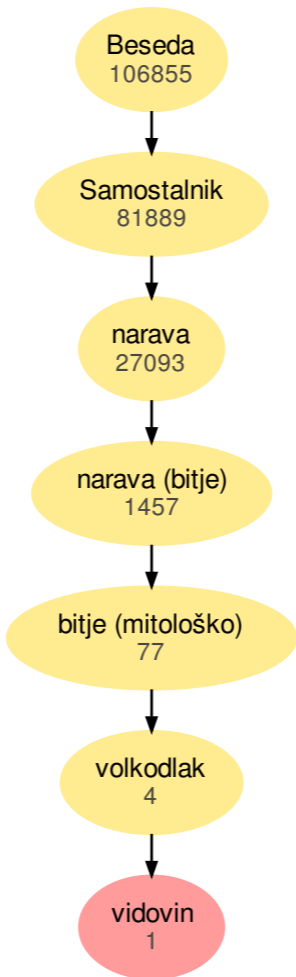 Beseda
106855
Samostalnik
81889
narava
27093
narava (bitje)
1457
bitje (mitološko)
77
volkodlak
4
vidovin
1